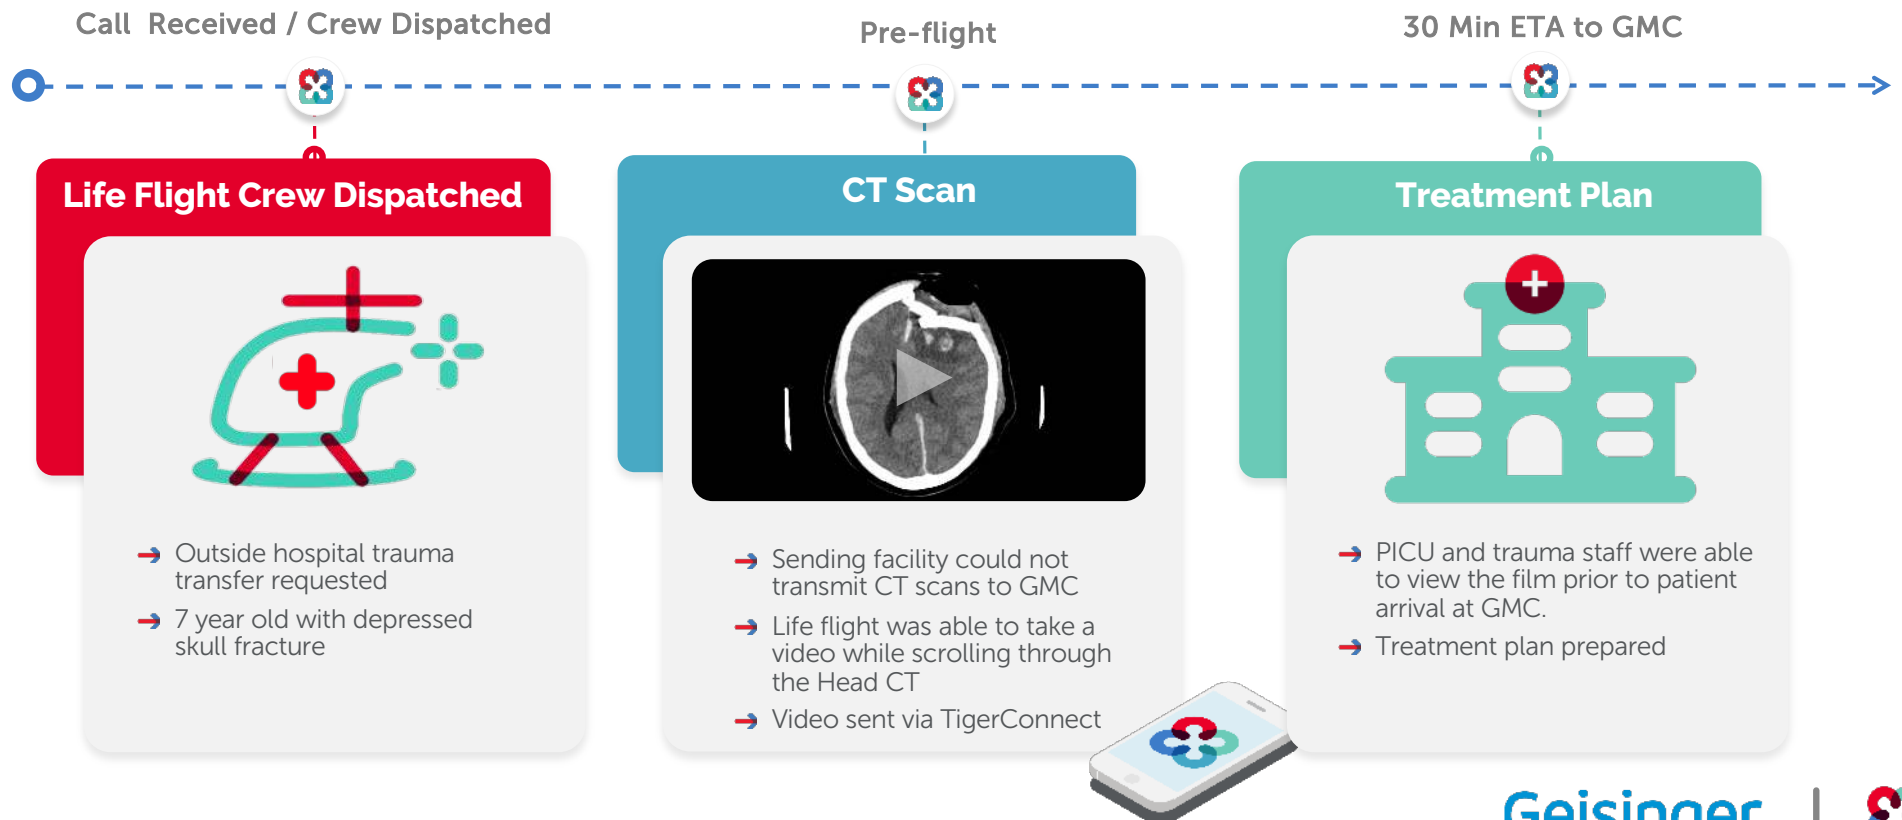 Call Received / Crew Dispatched
Pre-flight
30 Min ETA to GMC
Life Flight Crew Dispatched
Outside hospital trauma
transfer requested
7 year old with depressed
skull fracture
CT Scan
Sending facility could not
transmit CT scans to GMC
Life flight was able to take a
video while scrolling through
the Head CT
Video sent via TigerConnect
Treatment Plan
PICU and trauma staff were able
to view the film prior to patient
arrival at GMC.
Treatment plan prepared
Geisinger